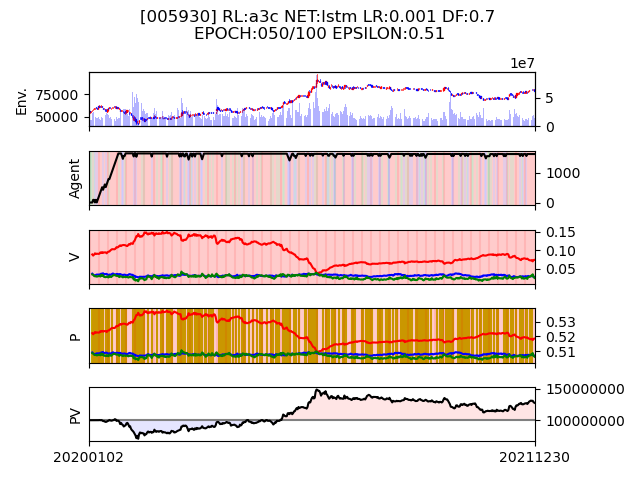 [005930] RL:a3c NET:lstm LR:0.001 DF:0.7
EPOCH:050/100 EPSILON:0.51
1e7
Env.
75000
50000
5
0
Agent
1000
0
V
0.15
0.10
0.05
P
0.53
0.52
0.51
PV
150000000
100000000
20200102
20211230